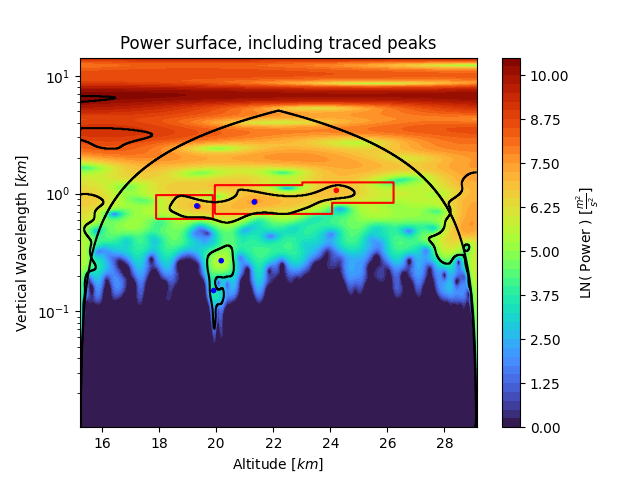 Power surface, including traced peaks
10¹
10⁰
10⁻¹
Vertical Wavelength [km]
16 18 20 22 24 26 28
Altitude [km]
10.00
8.75
7.50
6.25
5.00
3.75
2.50
1.25
0.00
LN( Power ) [m²/s²]